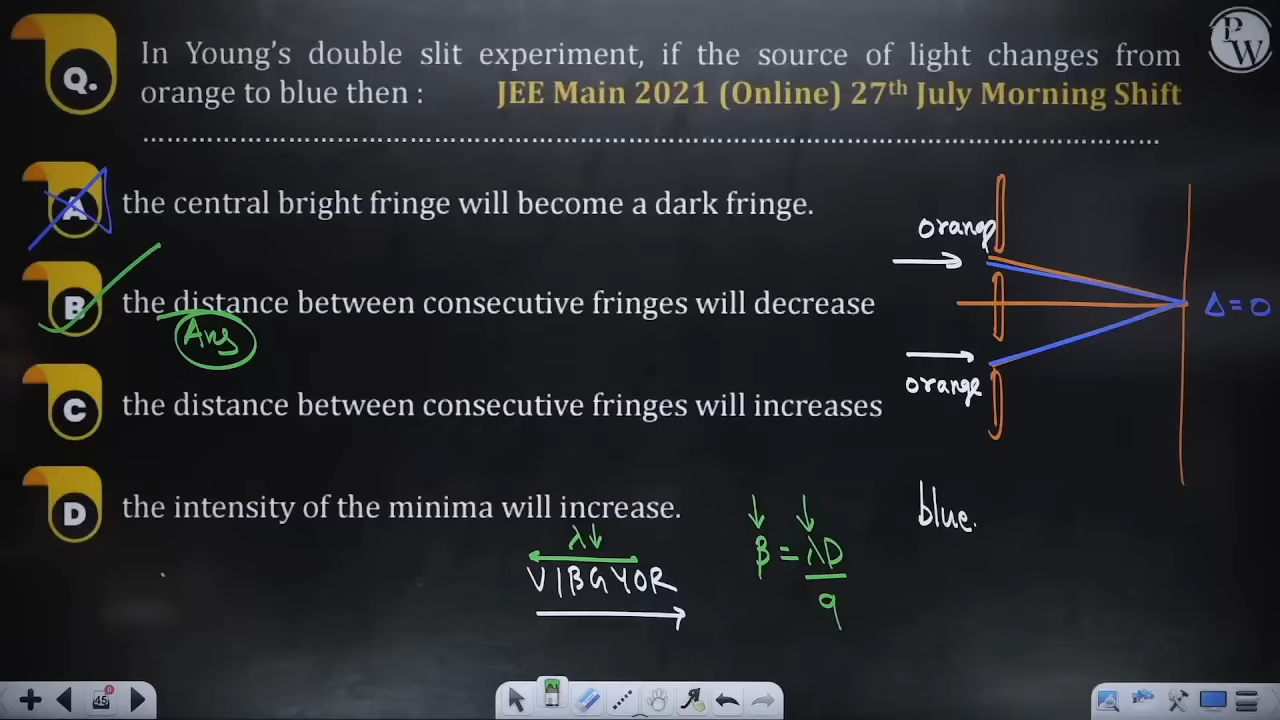 Q.
In Young's double slit experiment, if the source of light changes from
orange to blue then : JEE Main 2021 (Online) 27th July Morning Shift
PW
A the central bright fringe will become a dark fringe.
B the distance between consecutive fringes will decrease
Ans
C the distance between consecutive fringes will increases
D the intensity of the minima will increase.
orange
Δ = 0
orange
blue.
λ↓
VIBGYOR
↓ ↓
β = λD
q
45